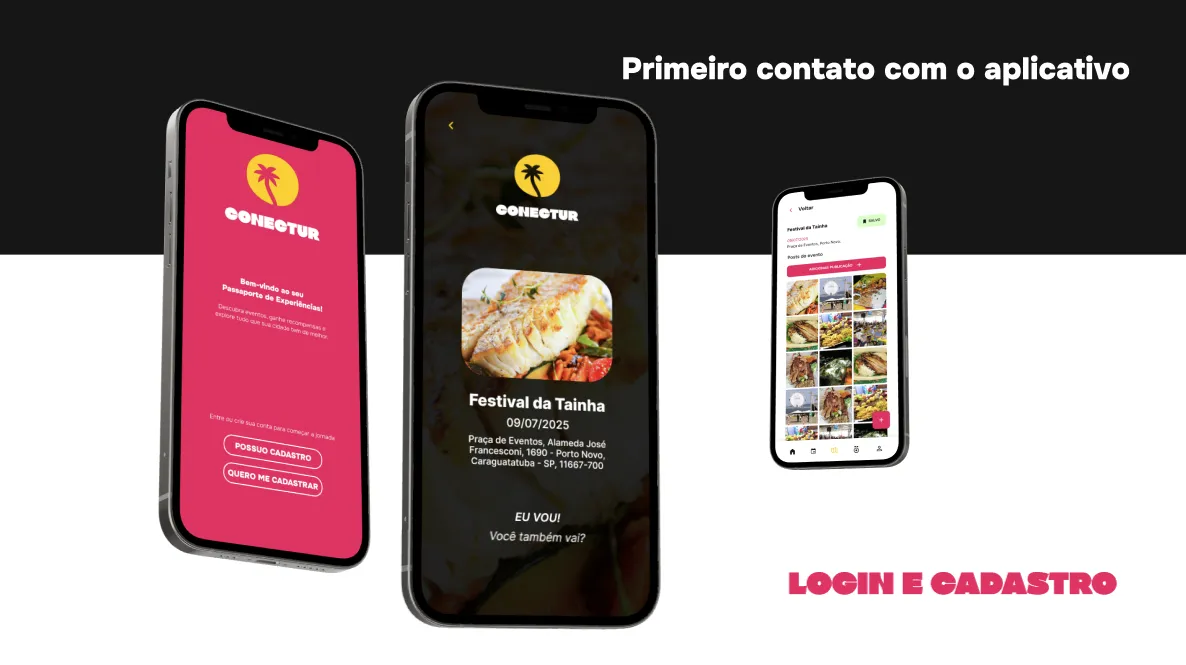 Primeiro contato com o aplicativo
CONECTUR
Bem-vindo ao seu
Passaporte de Experiências!
Descubra eventos, ganhe recompensas e
explore tudo que sua cidade tem de melhor.
Entre ou crie sua conta para começar a jornada
POSSUO CADASTRO
QUERO ME CADASTRAR
CONECTUR
Festival da Tainha
09/07/2025
Praça de Eventos, Alameda José
Francesconi, 1690 - Porto Novo,
Caraguatatuba - SP, 11667-700
EU VOU!
Você também vai?
Voltar
Festival da Tainha
09/07/2025
Praça de Eventos, Porto Novo
Posts do evento
ADICIONAR PUBLICAÇÃO +
LOGIN E CADASTRO